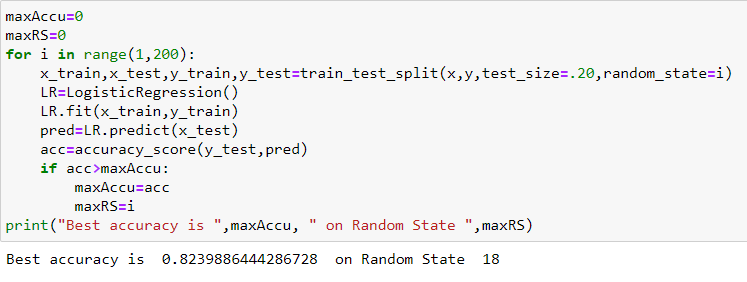 maxAccu=0
maxRS=0
for i in range(1,200):
    x_train,x_test,y_train,y_test=train_test_split(x,y,test_size=.20,random_state=i)
    LR=LogisticRegression()
    LR.fit(x_train,y_train)
    pred=LR.predict(x_test)
    acc=accuracy_score(y_test,pred)
    if acc>maxAccu:
        maxAccu=acc
        maxRS=i
print("Best accuracy is ",maxAccu, " on Random State ",maxRS)
Best accuracy is  0.8239886444286728  on Random State  18